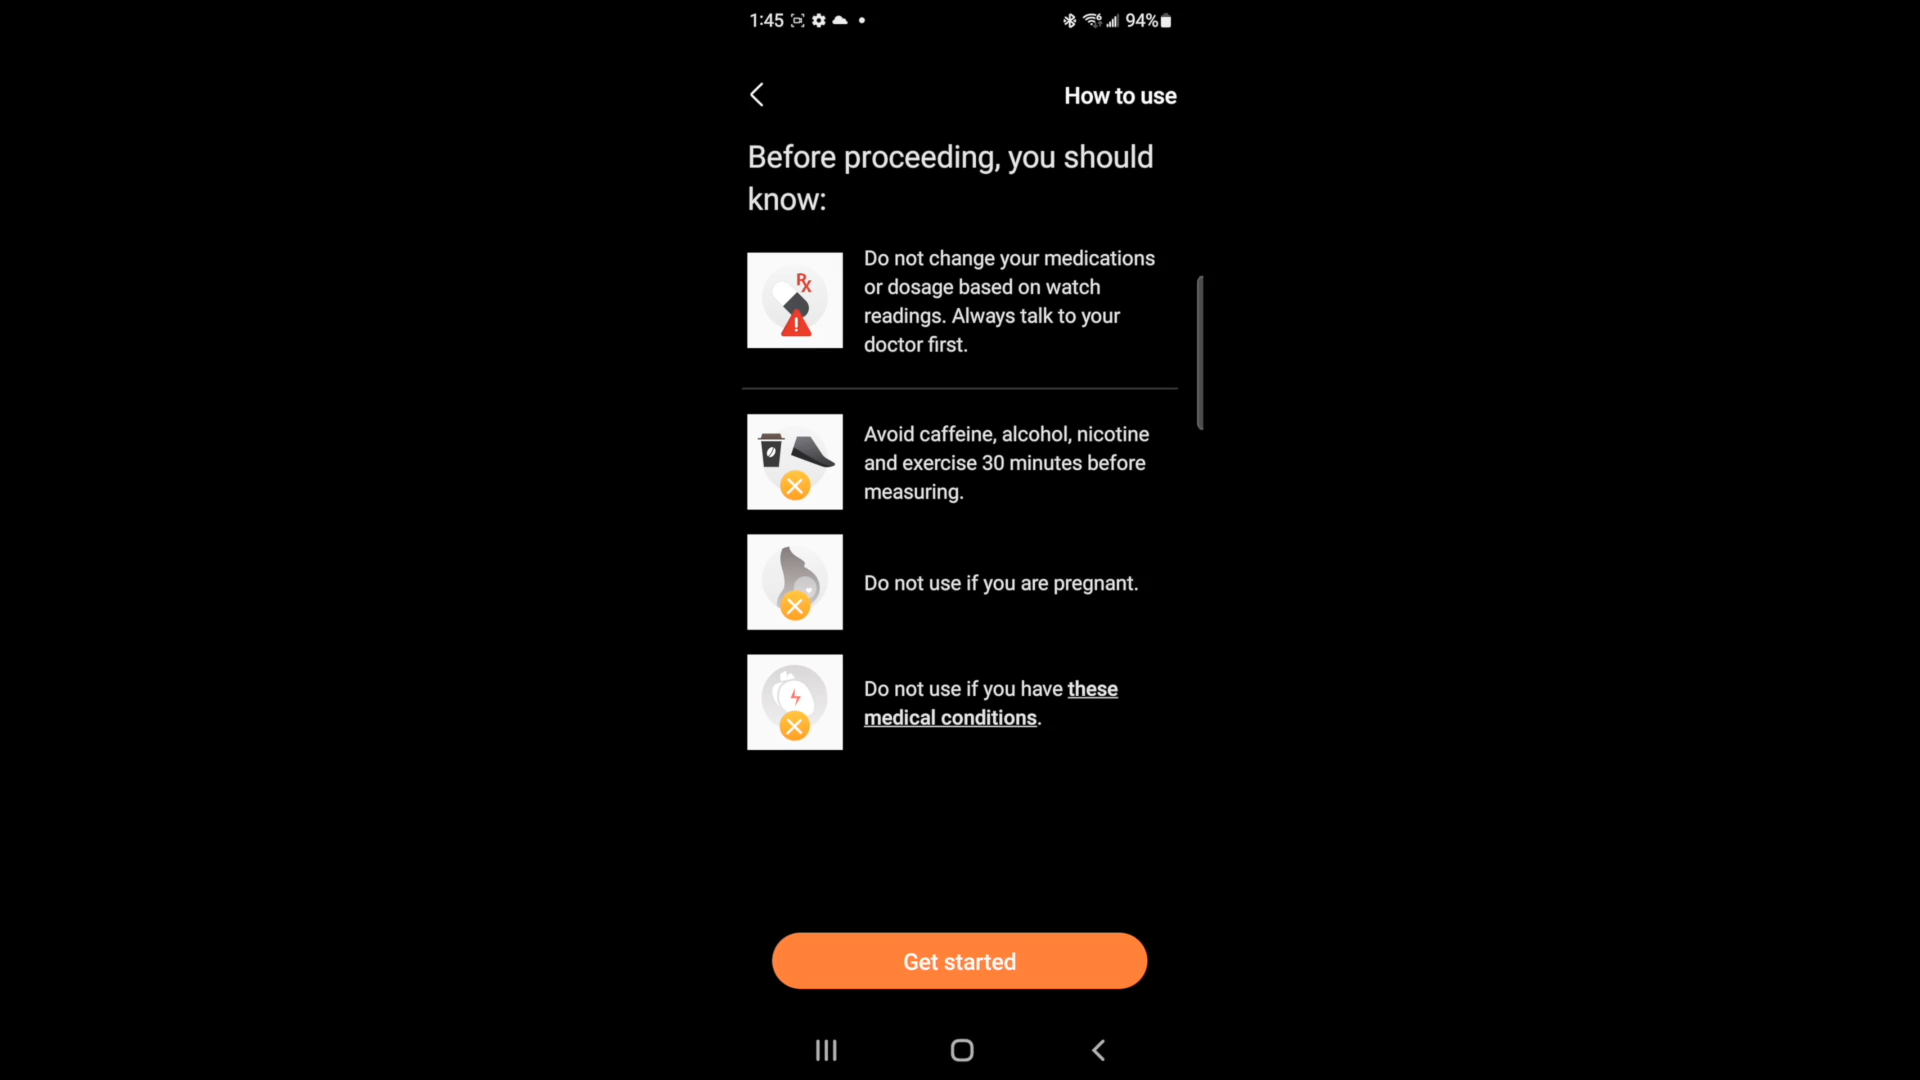 1:45
94%
How to use
Before proceeding, you should
know:
Rx
Do not change your medications
or dosage based on watch
readings. Always talk to your
doctor first.
Avoid caffeine, alcohol, nicotine
and exercise 30 minutes before
measuring.
Do not use if you are pregnant.
Do not use if you have these
medical conditions.
Get started